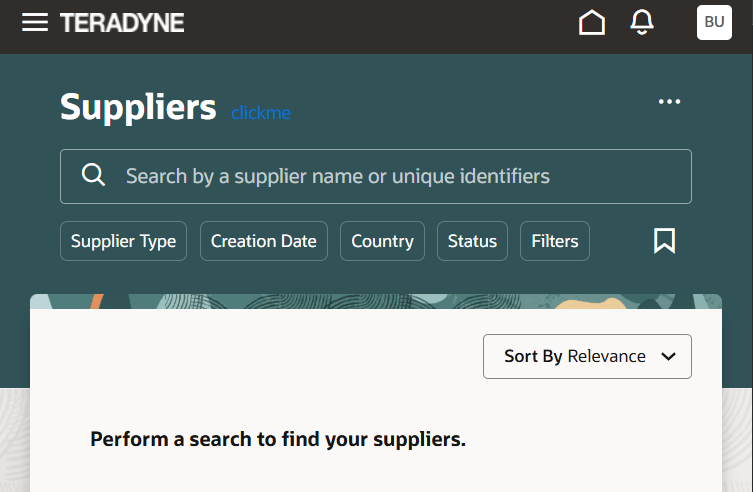 TERADYNE
BU
Suppliers clickme
Search by a supplier name or unique identifiers
Supplier Type Creation Date Country Status Filters
Sort By Relevance
Perform a search to find your suppliers.